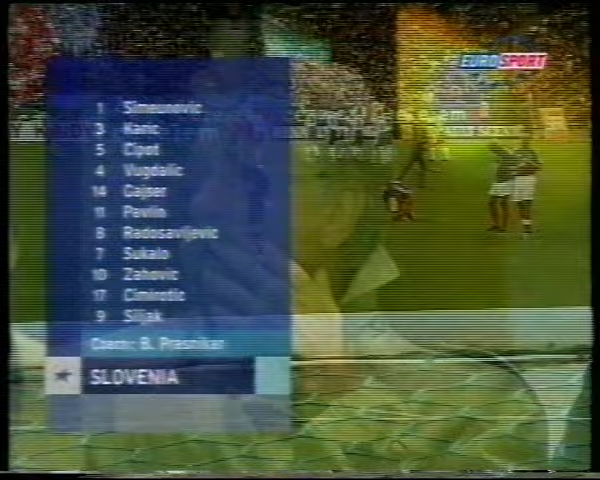 EUROSPORT
1 Simeunovic
3 Karic
5 Cipot
4 Vugdalic
14 Gajser
11 Pavlin
8 Radosavljevic
7 Sukalo
10 Zahovic
17 Cimirotic
9 Siljak
B. Prasnikar
SLOVENIA